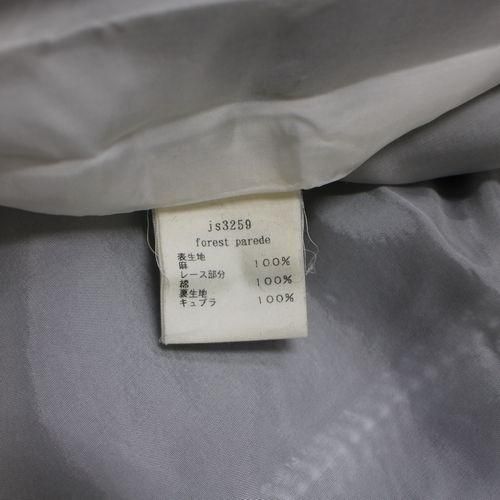 js3259
forest parede
表生地
麻 100%
レース部分
綿 100%
裏生地
キュプラ 100%